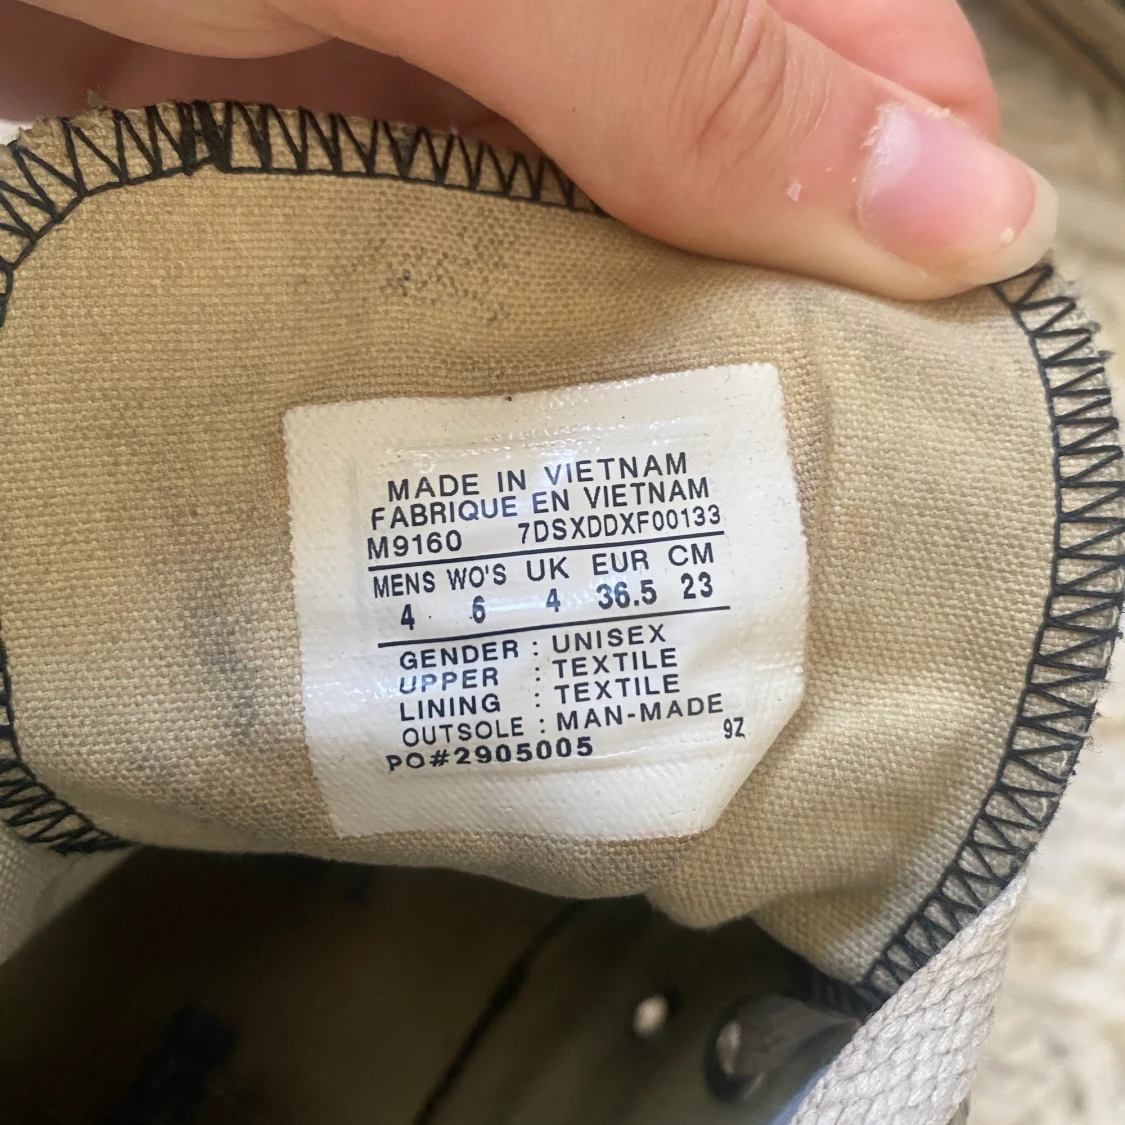 MADE IN VIETNAM
FABRIQUE EN VIETNAM
M9160 7DSXDDXF00133
MENS WO'S UK EUR CM
4 6 4 36.5 23
GENDER : UNISEX
UPPER : TEXTILE
LINING : TEXTILE
OUTSOLE : MAN-MADE
PO#2905005 9Z